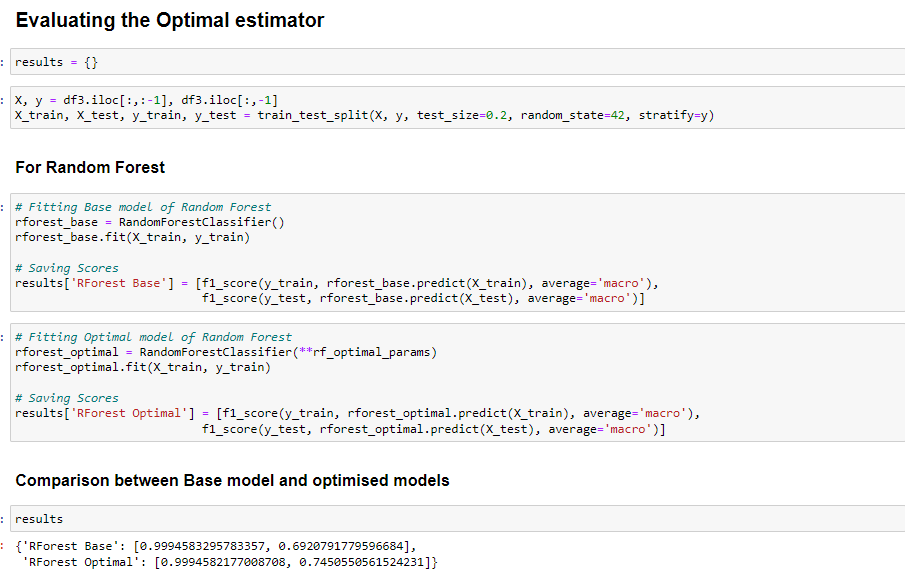 Evaluating the Optimal estimator
: results = {}
: X, y = df3.iloc[:,:-1], df3.iloc[:,-1]
X_train, X_test, y_train, y_test = train_test_split(X, y, test_size=0.2, random_state=42, stratify=y)
For Random Forest
: # Fitting Base model of Random Forest
rforest_base = RandomForestClassifier()
rforest_base.fit(X_train, y_train)
# Saving Scores
results['RForest Base'] = [f1_score(y_train, rforest_base.predict(X_train), average='macro'),
f1_score(y_test, rforest_base.predict(X_test), average='macro')]
: # Fitting Optimal model of Random Forest
rforest_optimal = RandomForestClassifier(**rf_optimal_params)
rforest_optimal.fit(X_train, y_train)
# Saving Scores
results['RForest Optimal'] = [f1_score(y_train, rforest_optimal.predict(X_train), average='macro'),
f1_score(y_test, rforest_optimal.predict(X_test), average='macro')]
Comparison between Base model and optimised models
: results
: {'RForest Base': [0.9994583295783357, 0.6920791779596684],
'RForest Optimal': [0.9994582177008708, 0.7450550561524231]}